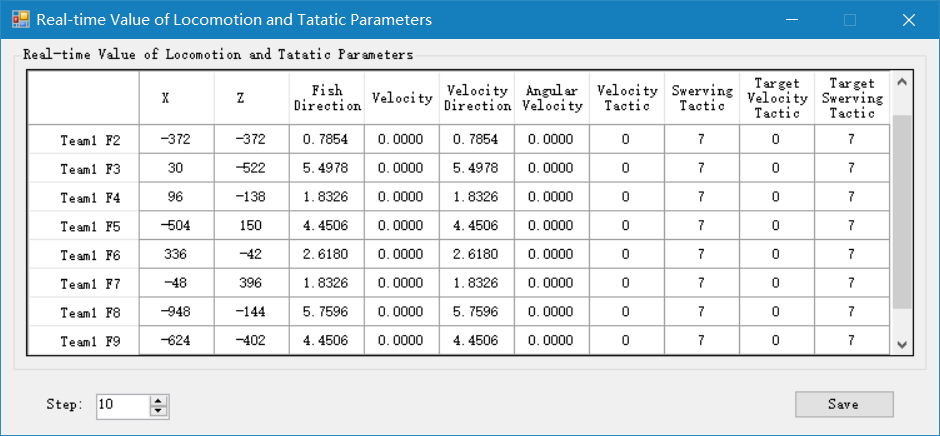 Real-time Value of Locomotion and Tatatic Parameters
Real-time Value of Locomotion and Tatatic Parameters
X Z Fish Direction Velocity Velocity Direction Angular Velocity Velocity Tactic Swerving Tactic Target Velocity Tactic Target Swerving Tactic
Team1 F2 -372 -372 0.7854 0.0000 0.7854 0.0000 0 7 0 7
Team1 F3 30 -522 5.4978 0.0000 5.4978 0.0000 0 7 0 7
Team1 F4 96 -138 1.8326 0.0000 1.8326 0.0000 0 7 0 7
Team1 F5 -504 150 4.4506 0.0000 4.4506 0.0000 0 7 0 7
Team1 F6 336 -42 2.6180 0.0000 2.6180 0.0000 0 7 0 7
Team1 F7 -48 396 1.8326 0.0000 1.8326 0.0000 0 7 0 7
Team1 F8 -948 -144 5.7596 0.0000 5.7596 0.0000 0 7 0 7
Team1 F9 -624 -402 4.4506 0.0000 4.4506 0.0000 0 7 0 7
Step: 10 Save